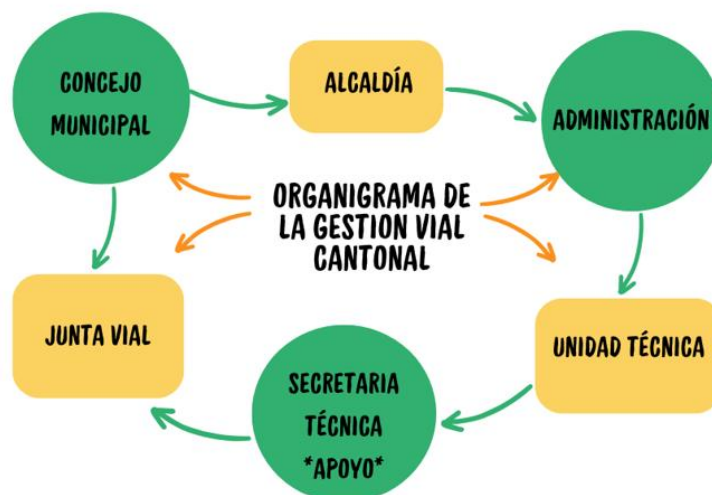 CONCEJO
MUNICIPAL
ALCALDÍA
ADMINISTRACIÓN
ORGANIGRAMA DE
LA GESTION VIAL
CANTONAL
JUNTA VIAL
SECRETARIA
TÉCNICA
*APOYO*
UNIDAD TÉCNICA